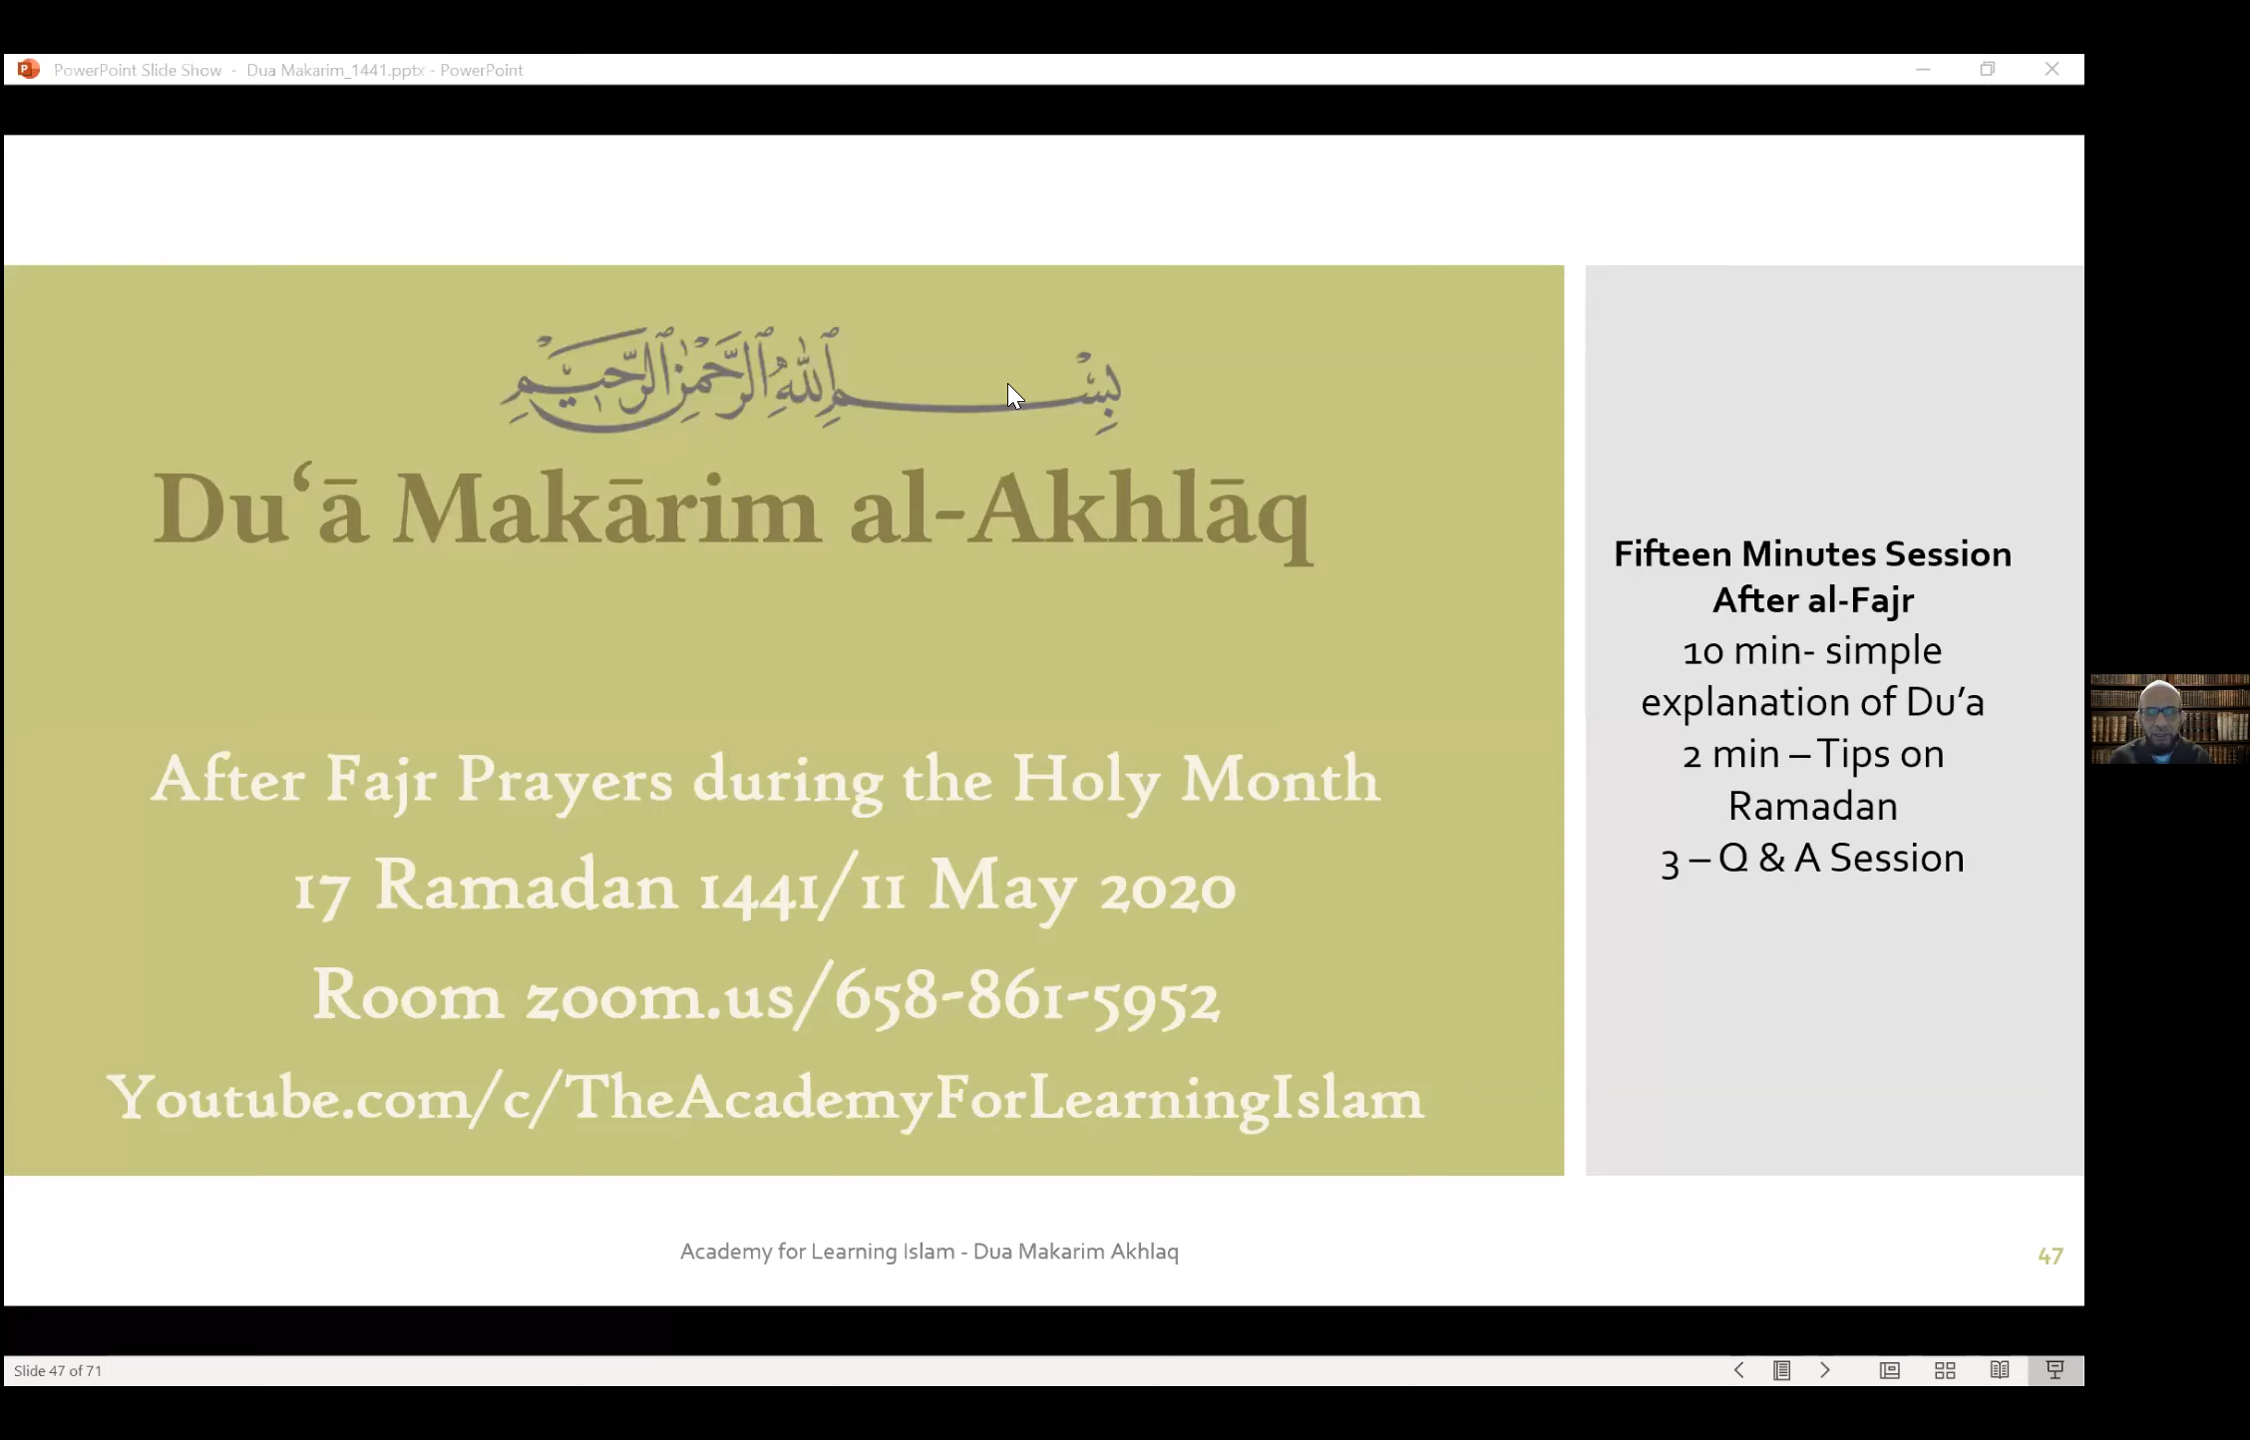 PowerPoint Slide Show - Dua Makarim_1441.pptx - PowerPoint
بِسْمِ ٱللَّهِ ٱلرَّحْمَٰنِ ٱلرَّحِيمِ
Du‘ā Makārim al-Akhlāq
After Fajr Prayers during the Holy Month
17 Ramadan 1441/11 May 2020
Room zoom.us/658-861-5952
Youtube.com/c/TheAcademyForLearningIslam
Fifteen Minutes Session
After al-Fajr
10 min- simple
explanation of Du’a
2 min – Tips on
Ramadan
3 – Q & A Session
Academy for Learning Islam - Dua Makarim Akhlaq
47
Slide 47 of 71